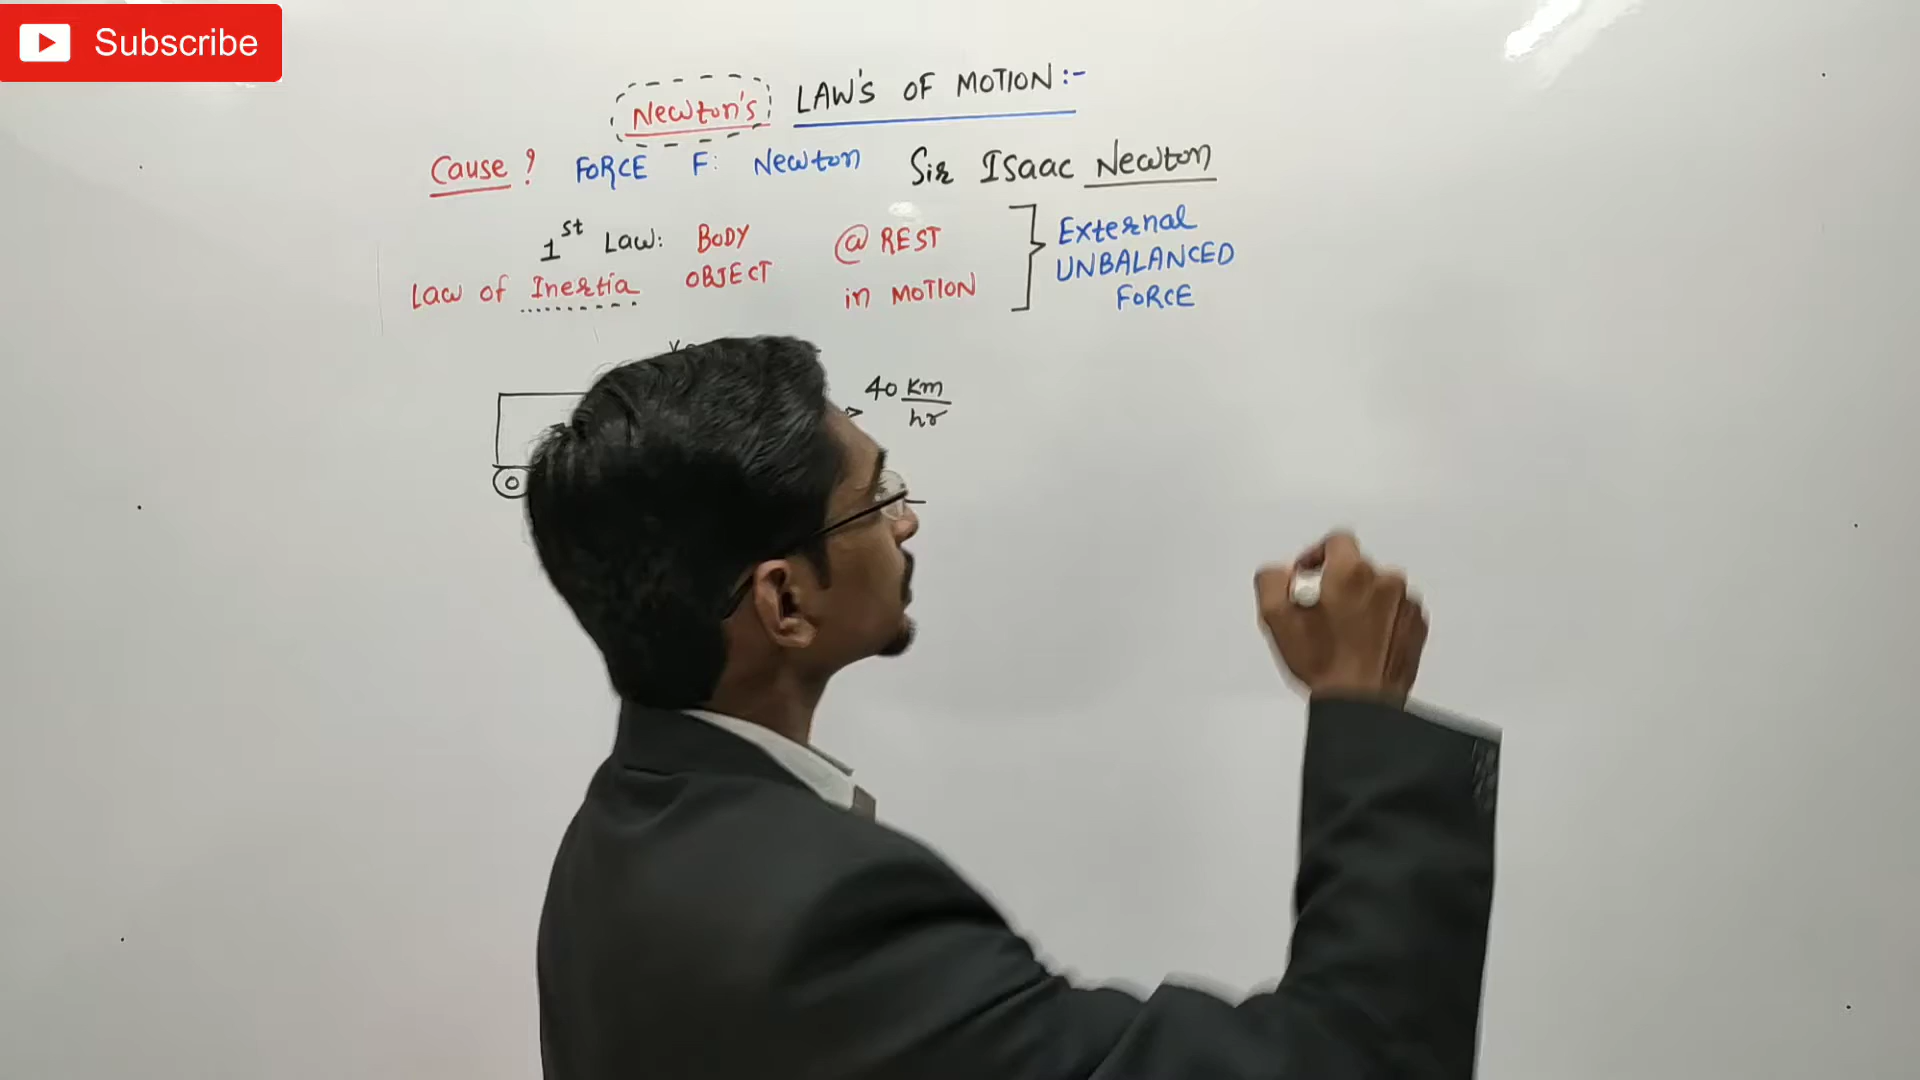 Subscribe
Newton's LAW'S OF MOTION:-
Cause? FORCE F: Newton Sir Isaac Newton
1st Law: BODY @ REST External
OBJECT UNBALANCED
Law of Inertia in MOTION FORCE
40 Km
hr